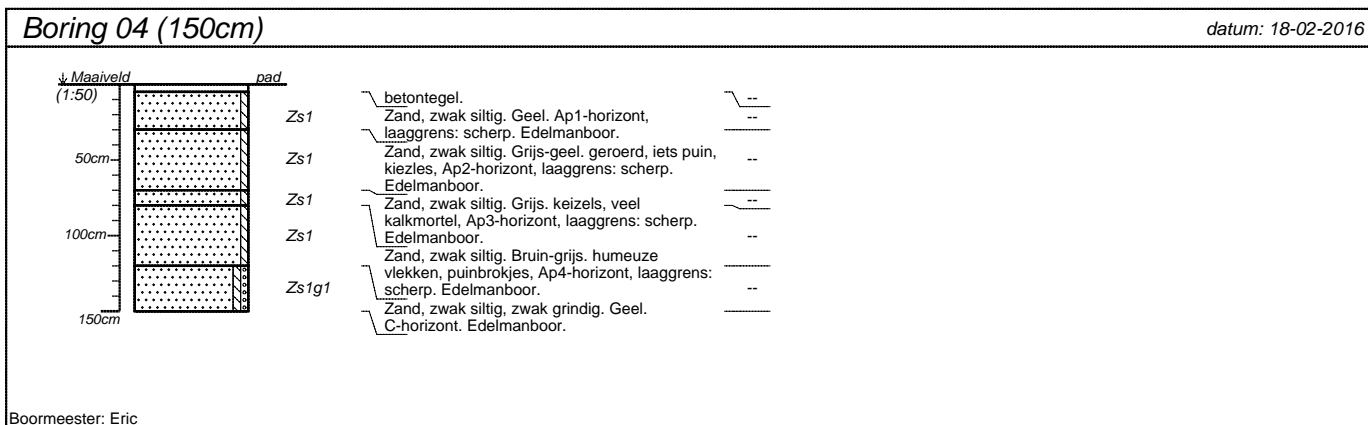 Boring 04 (150cm)
datum: 18-02-2016
Maaiveld
pad
(1:50)
betontegel.
--
Zs1
Zand, zwak siltig. Geel. Ap1-horizont,
laaggrens: scherp. Edelmanboor.
--
50cm
Zs1
Zand, zwak siltig. Grijs-geel. geroerd, iets puin,
kiezles, Ap2-horizont, laaggrens: scherp.
Edelmanboor.
--
Zs1
Zand, zwak siltig. Grijs. keizels, veel
kalkmortel, Ap3-horizont, laaggrens: scherp.
Edelmanboor.
--
100cm
Zs1
Zand, zwak siltig. Bruin-grijs. humeuze
vlekken, puinbrokjes, Ap4-horizont, laaggrens:
scherp. Edelmanboor.
--
Zs1g1
Zand, zwak siltig, zwak grindig. Geel.
C-horizont. Edelmanboor.
--
150cm
Boormeester: Eric